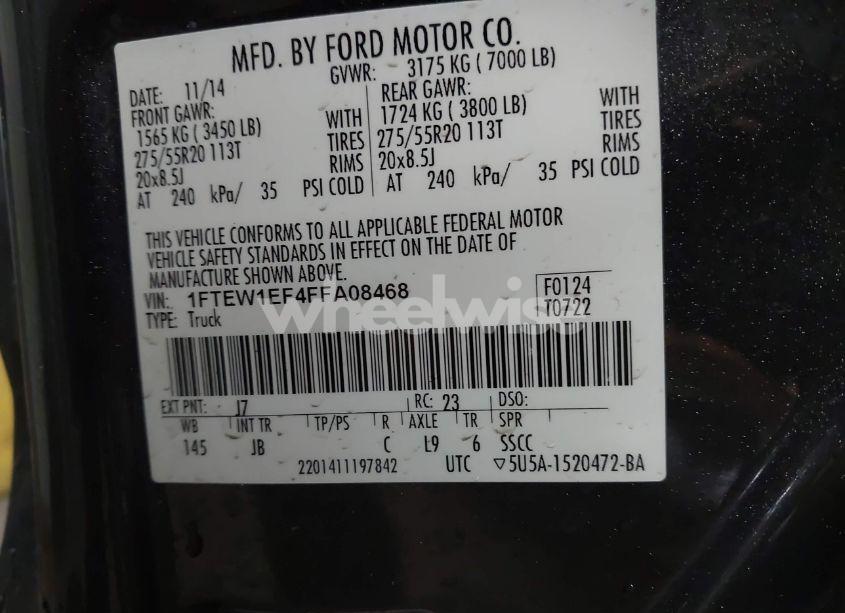 MFD. BY FORD MOTOR CO.
DATE: 11/14 GVWR: 3175 KG ( 7000 LB)
FRONT GAWR: REAR GAWR:
1565 KG ( 3450 LB) WITH 1724 KG ( 3800 LB) WITH
275/55R20 113T TIRES 275/55R20 113T TIRES
20x8.5J RIMS 20x8.5J RIMS
AT 240 kPa/ 35 PSI COLD AT 240 kPa/ 35 PSI COLD
THIS VEHICLE CONFORMS TO ALL APPLICABLE FEDERAL MOTOR
VEHICLE SAFETY STANDARDS IN EFFECT ON THE DATE OF
MANUFACTURE SHOWN ABOVE.
VIN: 1FTEW1EF4FFA08468 F0124
TYPE: Truck T0722
wheelwise
EXT PNT: J7 RC: 23 DSO:
WB INT TR TP/PS R AXLE TR SPR
145 JB C L9 6 SSCC
2201411197842 UTC ▽5U5A-1520472-BA